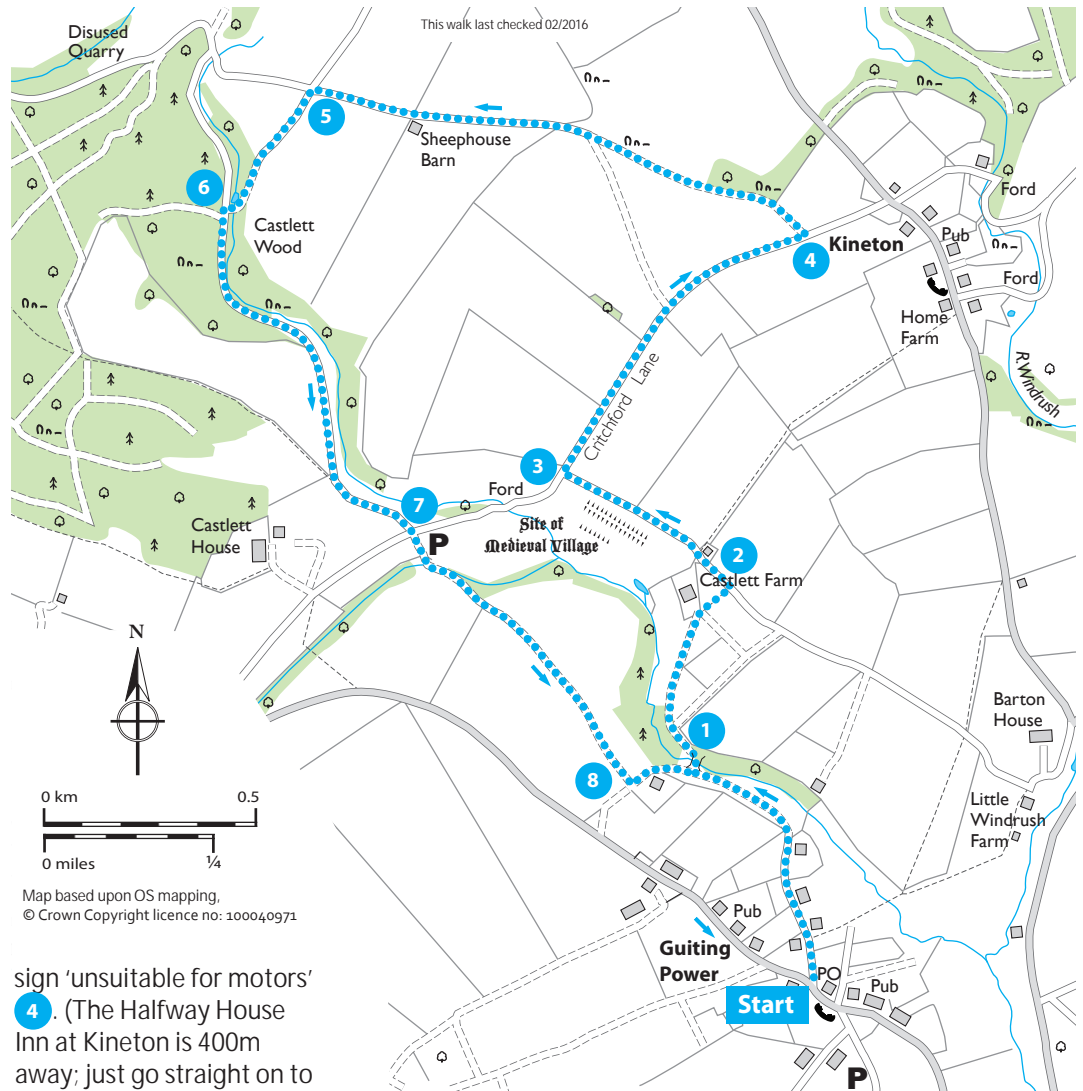 This walk last checked 02/2016
Disused
Quarry
5
Sheephouse
Barn
6
Castlett
Wood
Ford
Kineton
Pub
4
Ford
Home
Farm
R.Windrush
Critchford Lane
3
Ford
7
P
Castlett
House
Site of
Medieval Village
2
Castlett Farm
N
Barton
House
1
8
Little
Windrush
Farm
0 km 0.5
0 miles ¼
Map based upon OS mapping,
© Crown Copyright licence no: 100040971
Pub
Guiting
Power
PO
Pub
Start
P
sign 'unsuitable for motors'
4. (The Halfway House
Inn at Kineton is 400m
away; just go straight on to